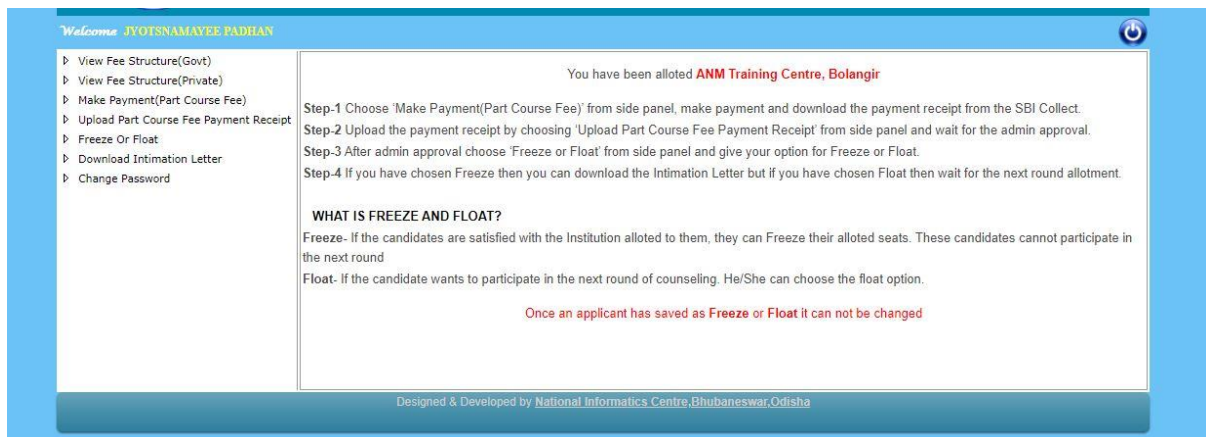 Welcome JYOTSNAMAYEE PADHAN
View Fee Structure(Govt)
View Fee Structure(Private)
Make Payment(Part Course Fee)
Upload Part Course Fee Payment Receipt
Freeze Or Float
Download Intimation Letter
Change Password
You have been alloted ANM Training Centre, Bolangir
Step-1 Choose 'Make Payment(Part Course Fee)' from side panel, make payment and download the payment receipt from the SBI Collect.
Step-2 Upload the payment receipt by choosing 'Upload Part Course Fee Payment Receipt' from side panel and wait for the admin approval.
Step-3 After admin approval choose 'Freeze or Float' from side panel and give your option for Freeze or Float.
Step-4 If you have chosen Freeze then you can download the Intimation Letter but if you have chosen Float then wait for the next round allotment.
WHAT IS FREEZE AND FLOAT?
Freeze- If the candidates are satisfied with the Institution alloted to them, they can Freeze their alloted seats. These candidates cannot participate in
the next round
Float- If the candidate wants to participate in the next round of counseling. He/She can choose the float option.
Once an applicant has saved as Freeze or Float it can not be changed
Designed & Developed by National Informatics Centre,Bhubaneswar,Odisha